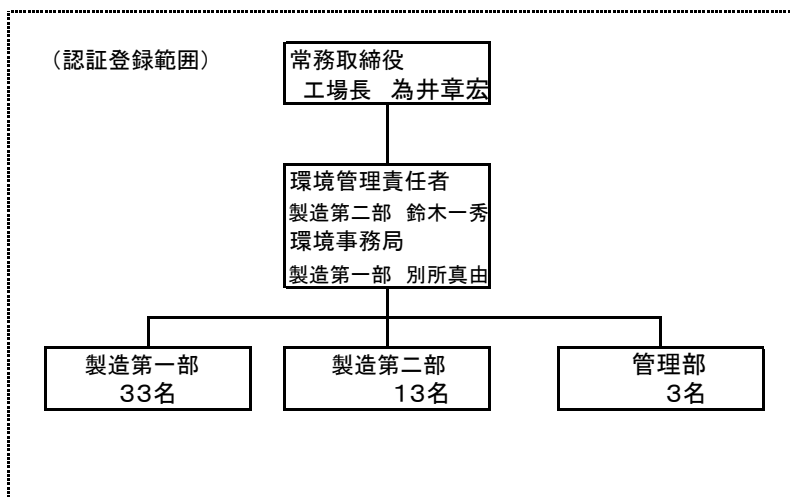 （認証登録範囲）
常務取締役
工場長　為井章宏
環境管理責任者
製造第二部　鈴木一秀
環境事務局
製造第一部　別所真由
製造第一部
３３名
製造第二部
１３名
管理部
３名